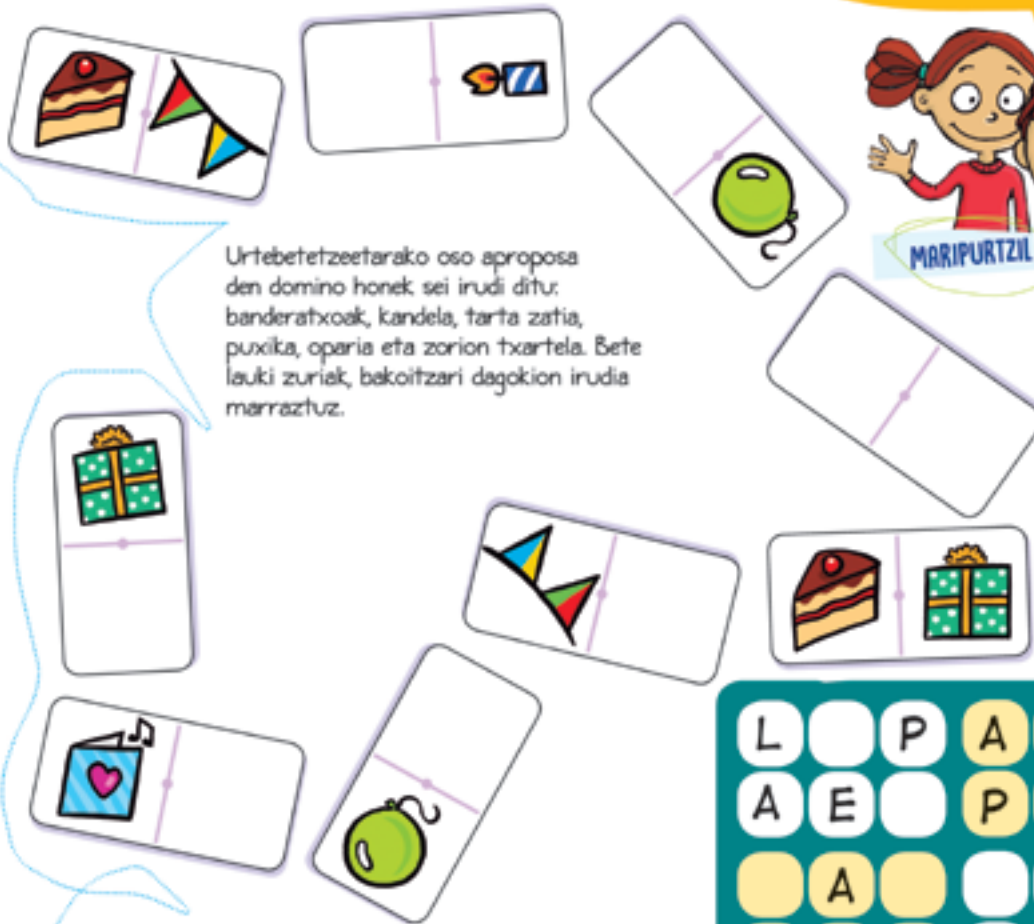 MARIPURTZIL
Urtebetetzeetarako oso aproposa
den domino honek sei irudi ditu:
banderatxoak, kandela, tarta zatia,
puxika, oparia eta zorion txartela. Bete
lauki zuriak, bakoitzari dagokion irudia
marraztuz.
L P A
A E P
A